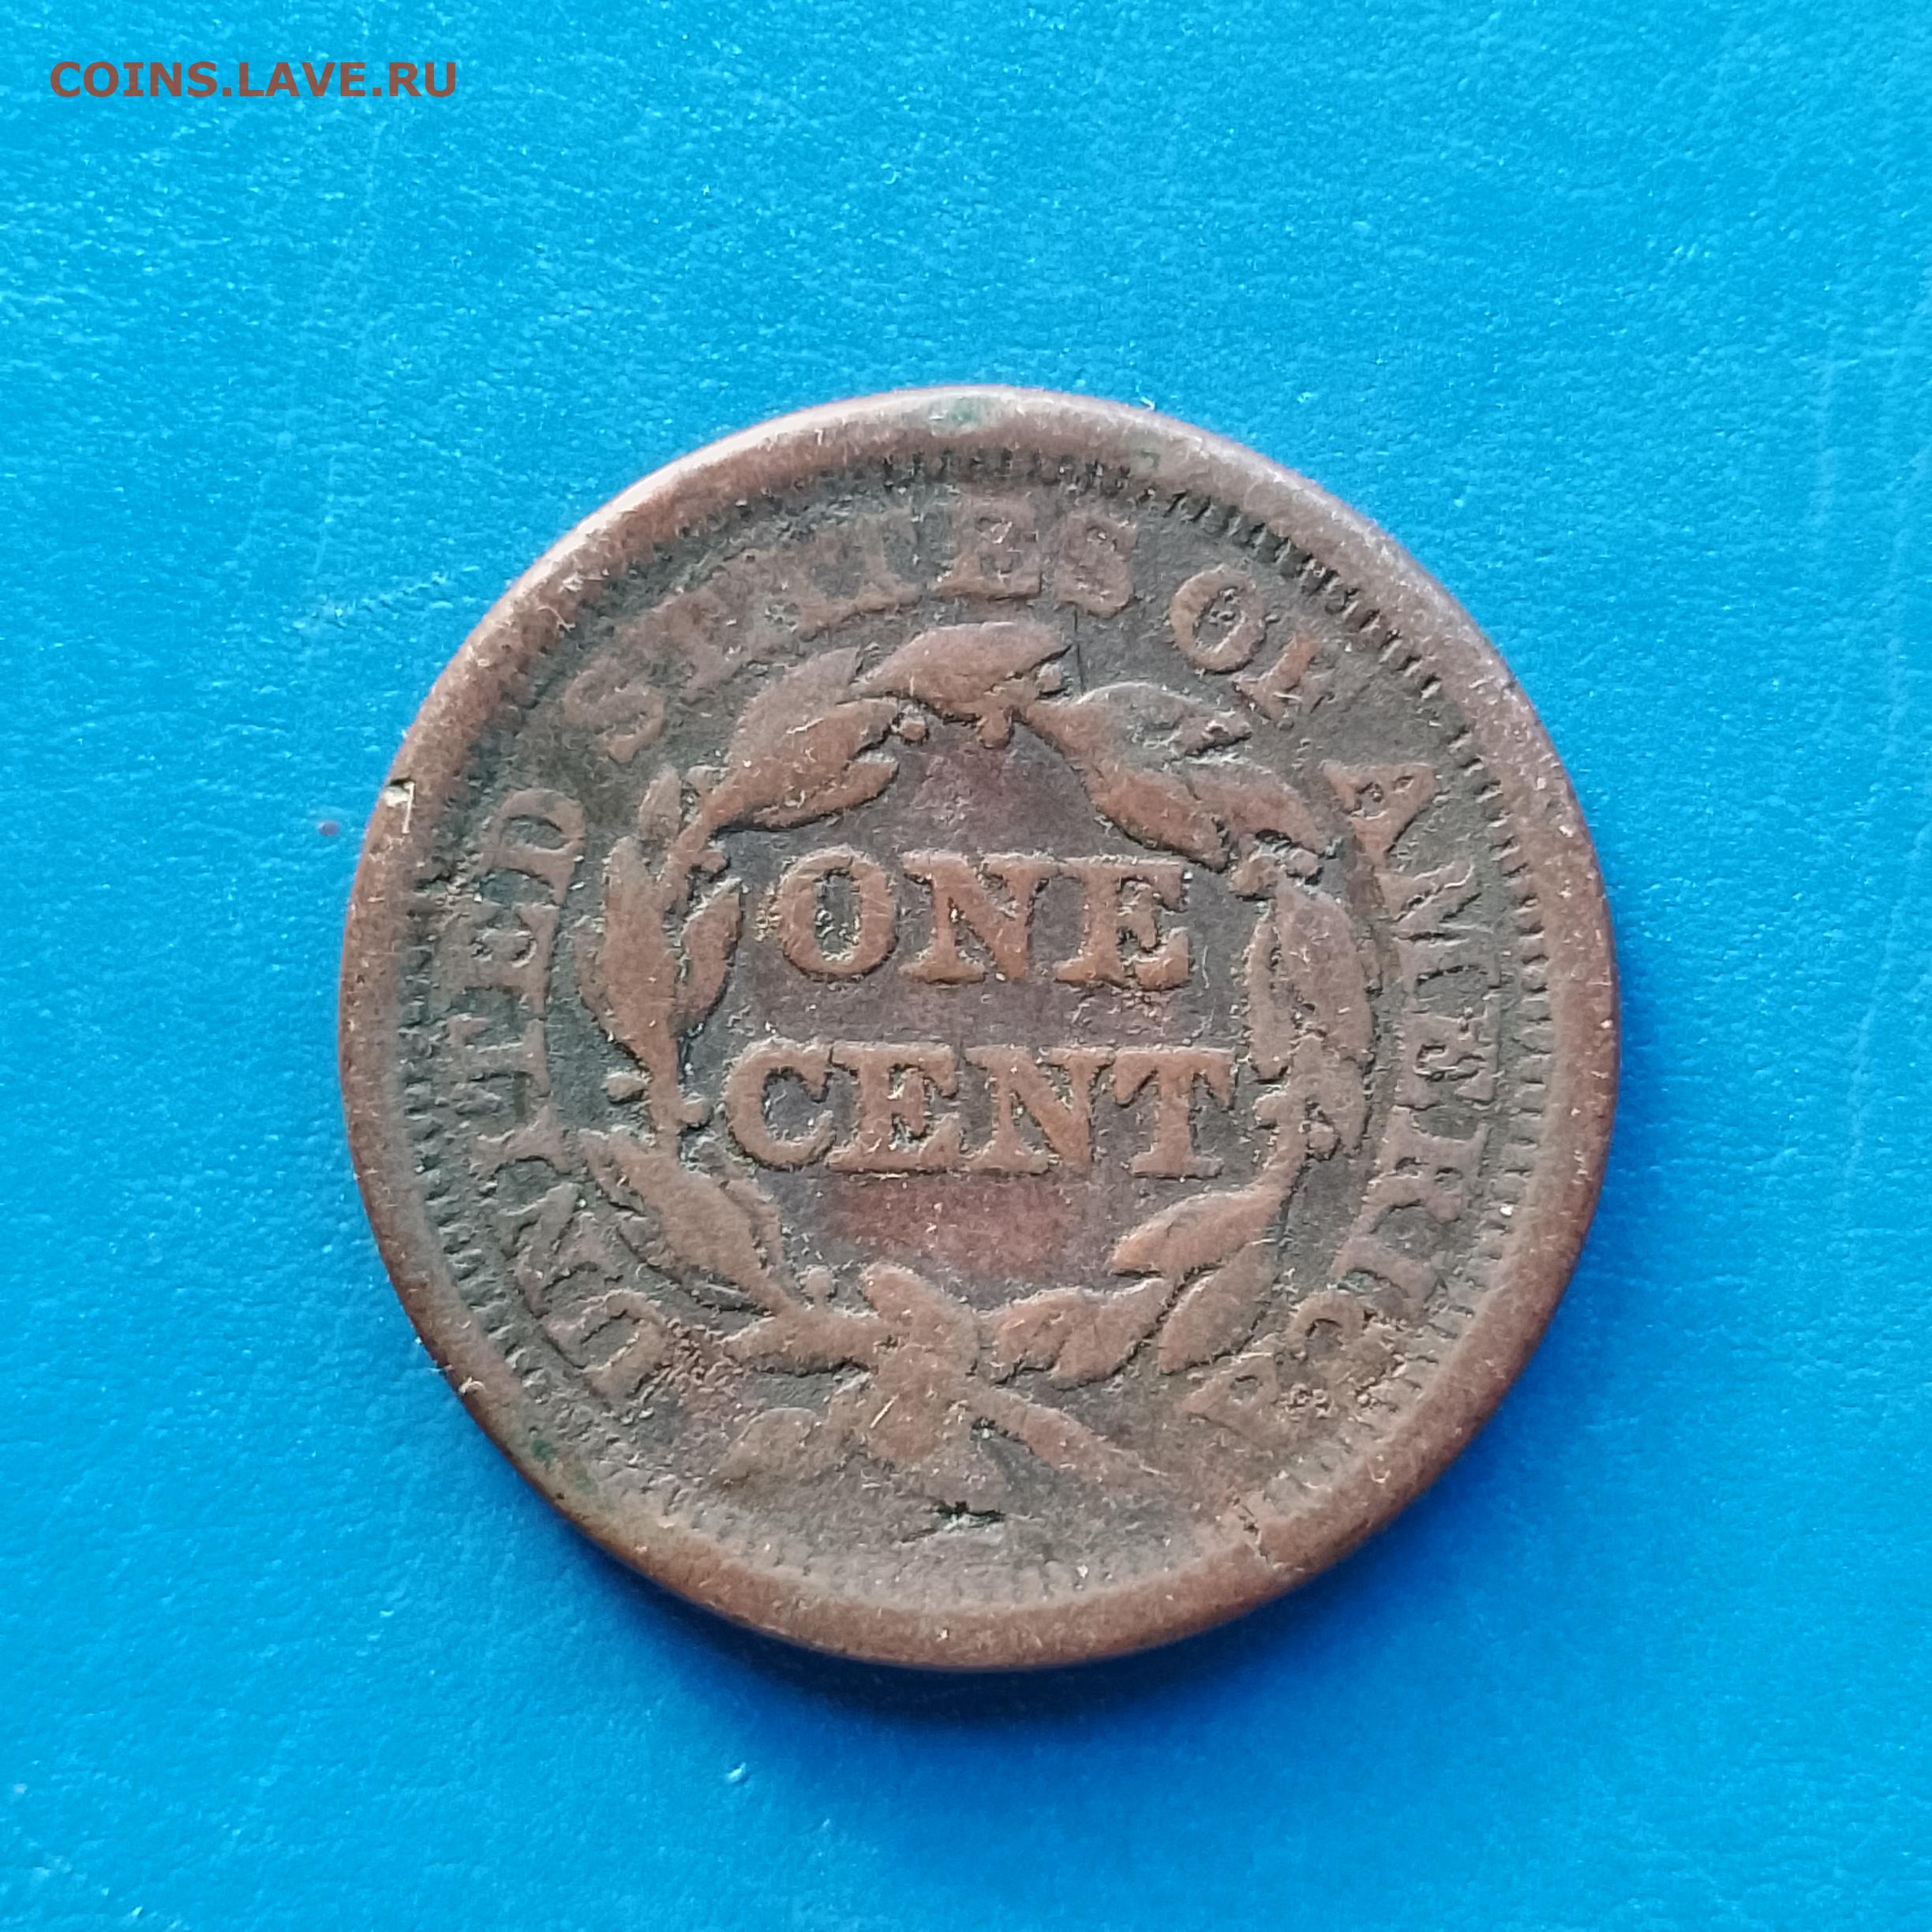 COINS.LAVE.RU
UNITED STATES OF AMERICA
ONE
CENT